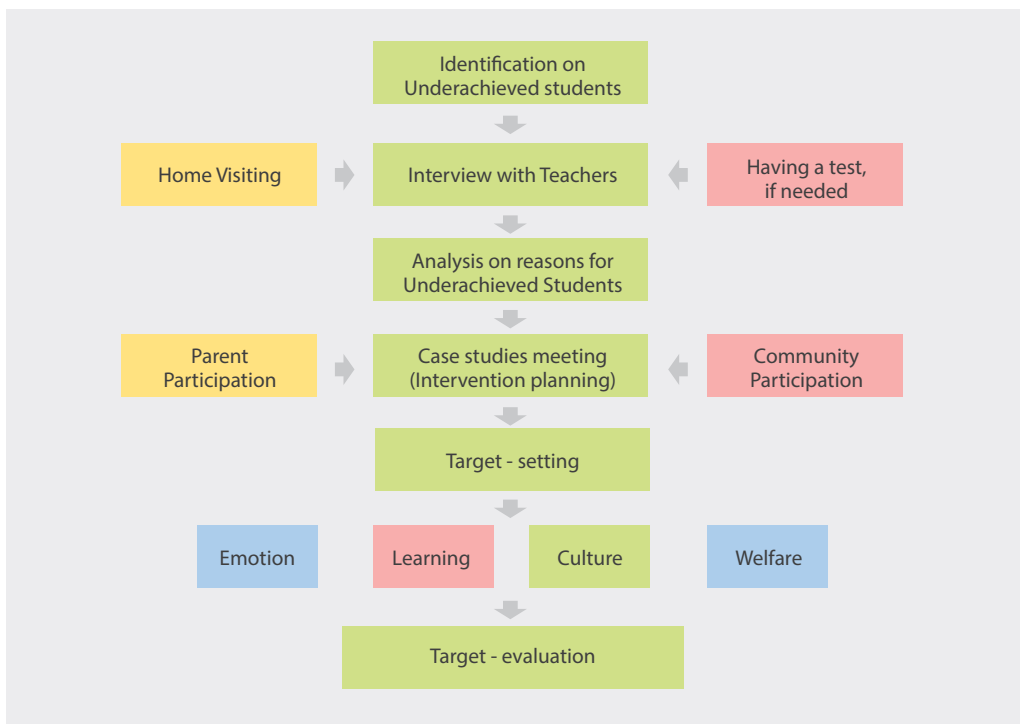 Identification on
Underachieved students
Home Visiting
Interview with Teachers
Having a test,
if needed
Analysis on reasons for
Underachieved Students
Parent
Participation
Case studies meeting
(Intervention planning)
Community
Participation
Target - setting
Emotion
Learning
Culture
Welfare
Target - evaluation